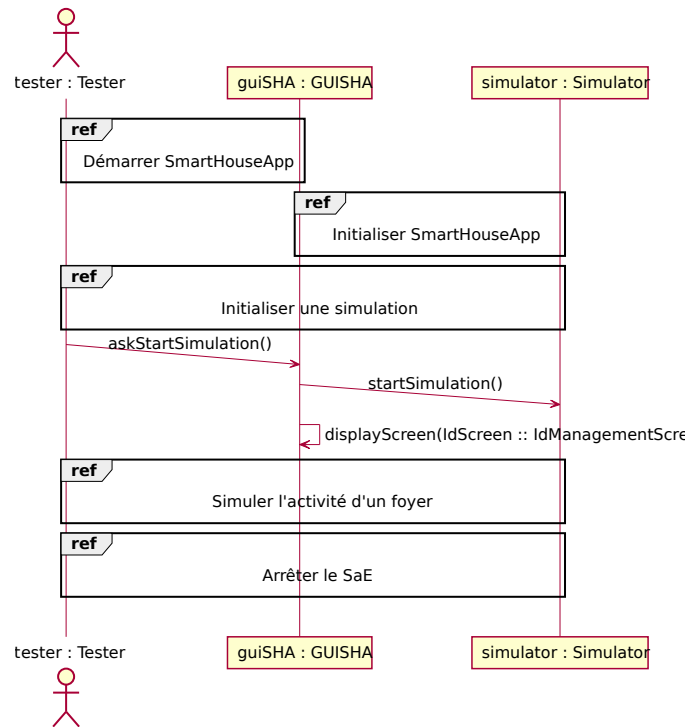 tester : Tester
guiSHA : GUISHA
simulator : Simulator
ref
Démarrer SmartHouseApp
ref
Initialiser SmartHouseApp
ref
Initialiser une simulation
askStartSimulation()
startSimulation()
displayScreen(IdScreen :: IdManagementScre
ref
Simuler l'activité d'un foyer
ref
Arrêter le SaE
tester : Tester
guiSHA : GUISHA
simulator : Simulator